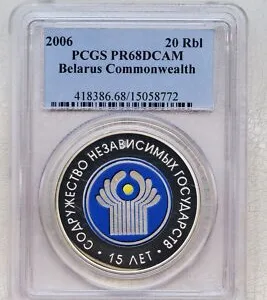 2006 20 Rbl
PCGS PR68DCAM
Belarus Commonwealth
418386.68/15058772
СОДРУЖЕСТВО НЕЗАВИСИМЫХ ГОСУДАРСТВ
• 15 ЛЕТ •